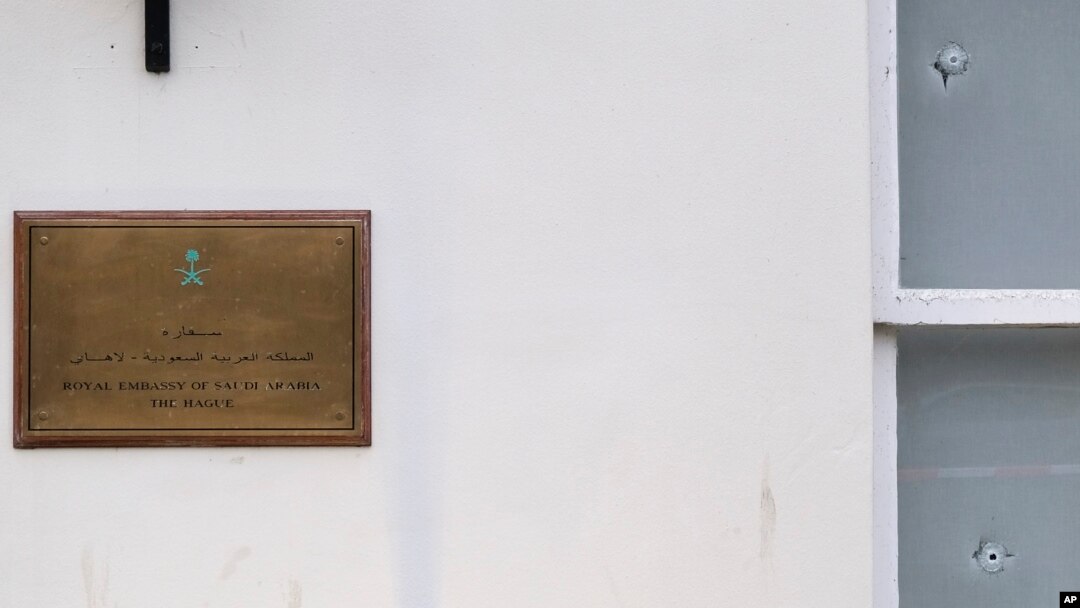 سفارة
المملكة العربية السعودية - لاهاي
ROYAL EMBASSY OF SAUDI ARABIA
THE HAGUE
AP